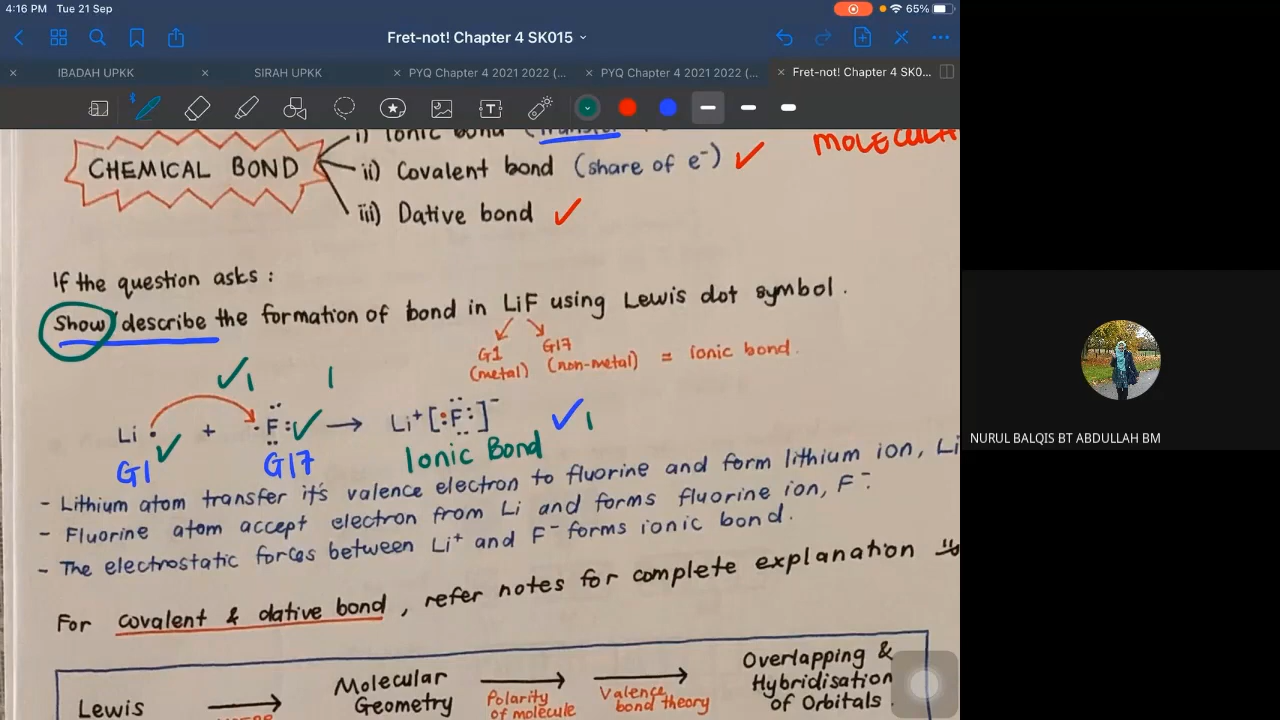 4:16 PM Tue 21 Sep
65%
Fret-not! Chapter 4 SK015
IBADAH UPKK
SIRAH UPKK
PYQ Chapter 4 2021 2022 (...
PYQ Chapter 4 2021 2022 (...
Fret-not! Chapter 4 SK0...
i) Ionic bond (transfer
MOLECULA
CHEMICAL BOND
ii) Covalent bond (share of e⁻) ✓
iii) Dative bond ✓
If the question asks :
Show/describe the formation of bond in LiF using Lewis dot symbol.
G1 G17
(metal) (non-metal) = ionic bond.
✓1 1
Li • + F → Li⁺[F]⁻ ✓1
G1 G17 Ionic Bond
- Lithium atom transfer it's valence electron to fluorine and form lithium ion, Li
- Fluorine atom accept electron from Li and forms fluorine ion, F⁻.
- The electrostatic forces between Li⁺ and F⁻ forms ionic bond.
For covalent & dative bond, refer notes for complete explanation
Lewis → Molecular Geometry → Overlapping & Hybridisation of Orbitals
Polarity of molecule
Valence bond theory
NURUL BALQIS BT ABDULLAH BM